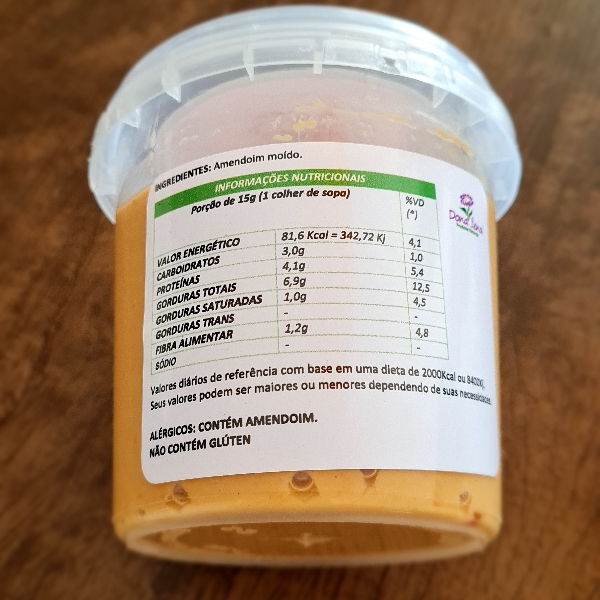 INGREDIENTES: Amendoim moído.
INFORMAÇÕES NUTRICIONAIS
Porção de 15g (1 colher de sopa) %VD (*)
VALOR ENERGÉTICO 81,6 Kcal = 342,72 Kj 4,1
CARBOIDRATOS 3,0g 1,0
PROTEÍNAS 4,1g 5,4
GORDURAS TOTAIS 6,9g 12,5
GORDURAS SATURADAS 1,0g 4,5
GORDURAS TRANS - -
FIBRA ALIMENTAR 1,2g 4,8
SÓDIO - -
Valores diários de referência com base em uma dieta de 2000Kcal ou 8400Kj.
Seus valores podem ser maiores ou menores dependendo de suas necessidades
ALÉRGICOS: CONTÉM AMENDOIM.
NÃO CONTÉM GLÚTEN
Dona